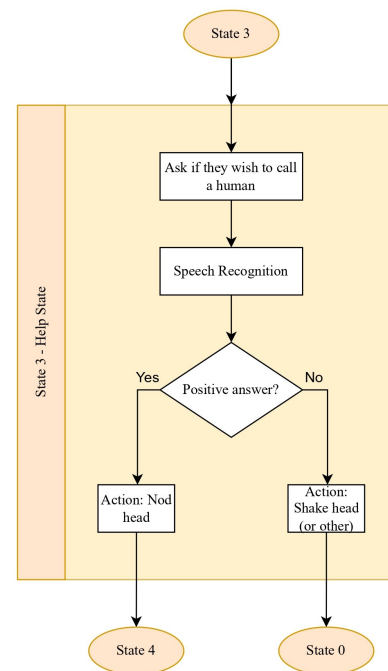 State 3
Ask if they wish to call
a human
Speech Recognition
State 3 - Help State
Positive answer?
Yes
No
Action: Nod
head
Action:
Shake head
(or other)
State 4
State 0